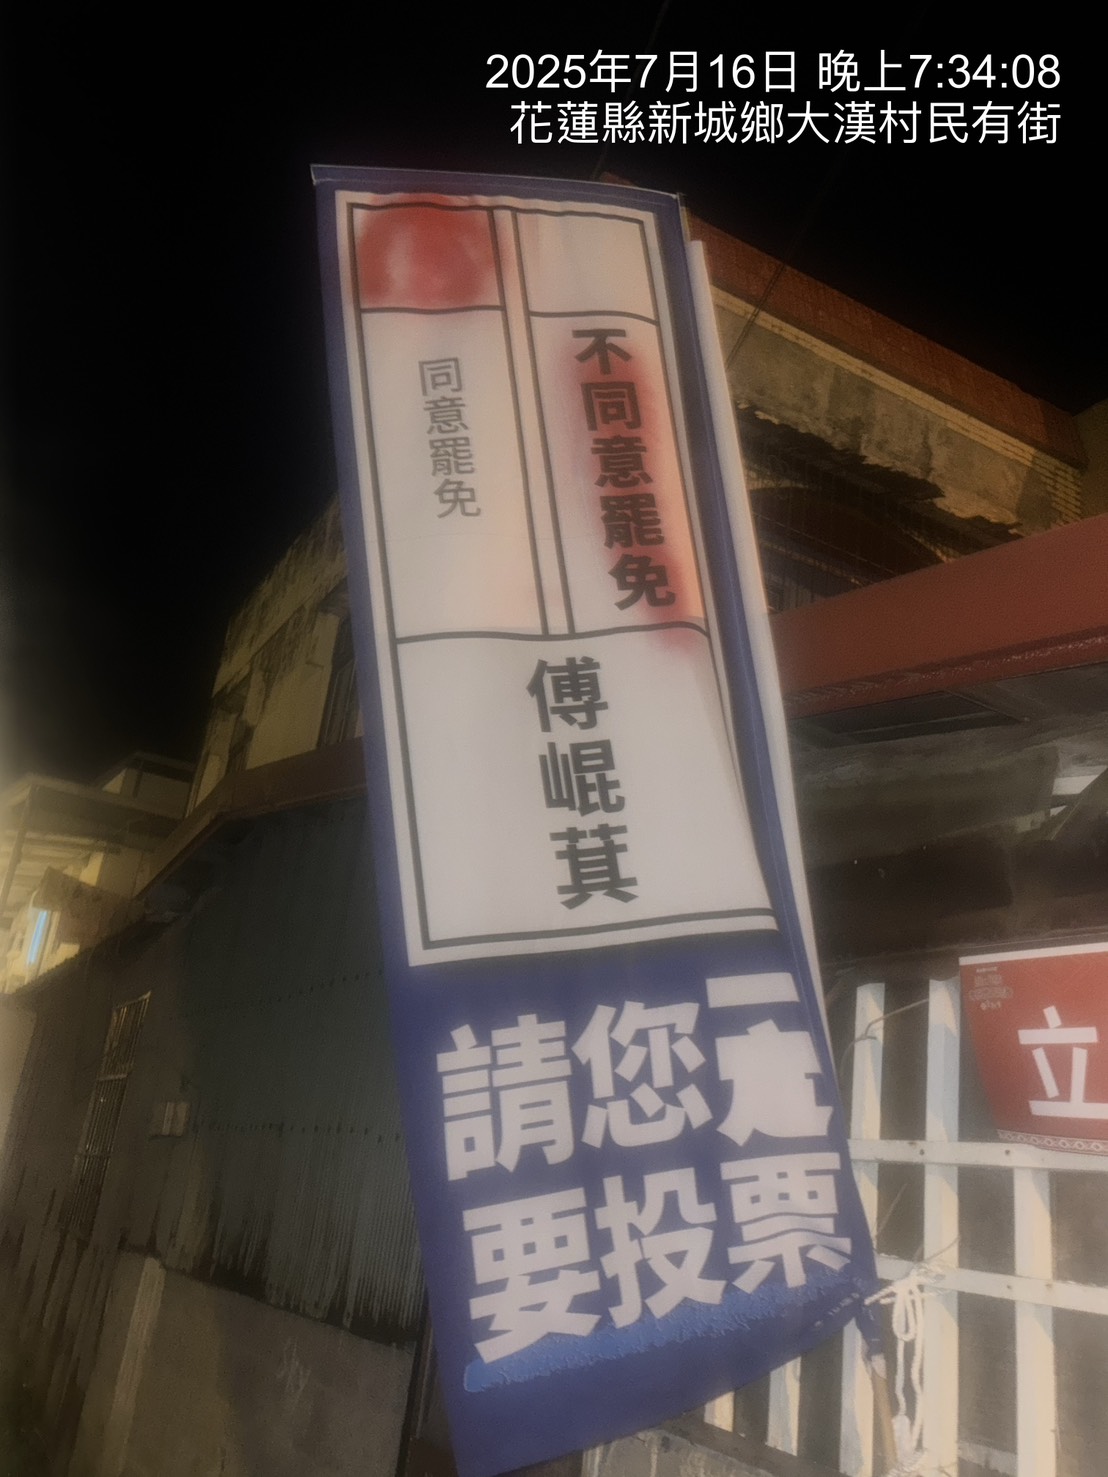 2025年7月16日 晚上7:34:08
花蓮縣新城鄉大漢村民有街
同意罷免
不同意罷免
傅崐萁
請您一定
要投票
立